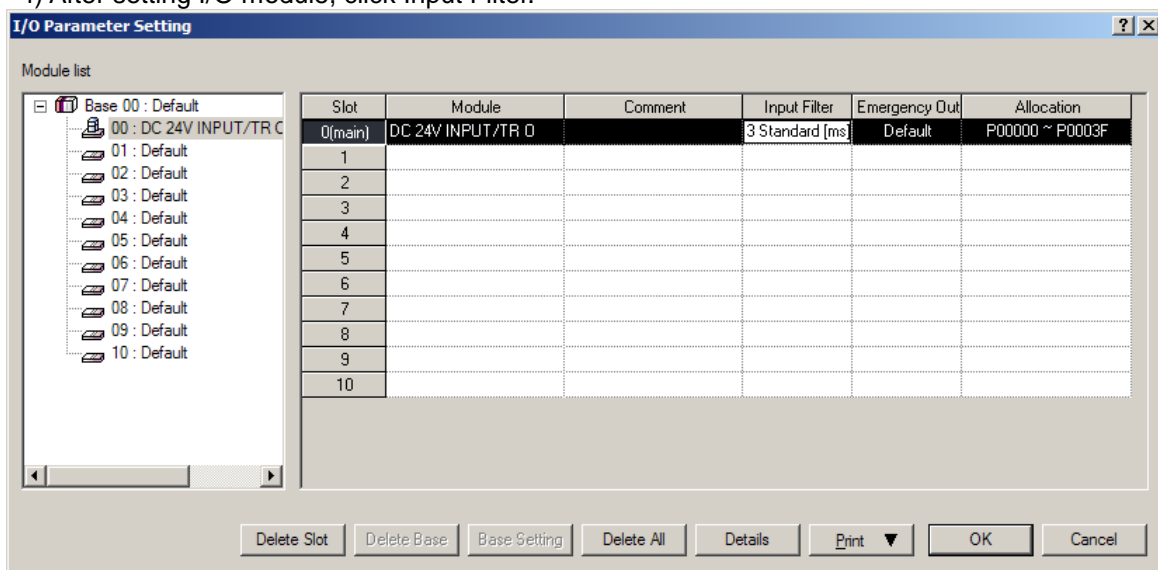 4) After setting I/O module, click Input Filter.
I/O Parameter Setting
Module list
Base 00 : Default
00 : DC 24V INPUT/TR O
01 : Default
02 : Default
03 : Default
04 : Default
05 : Default
06 : Default
07 : Default
08 : Default
09 : Default
10 : Default
Slot Module Comment Input Filter Emergency Out Allocation
0(main) DC 24V INPUT/TR O 3 Standard [ms] Default P00000 ~ P0003F
1
2
3
4
5
6
7
8
9
10
Delete Slot Delete Base Base Setting Delete All Details Print ▼ OK Cancel